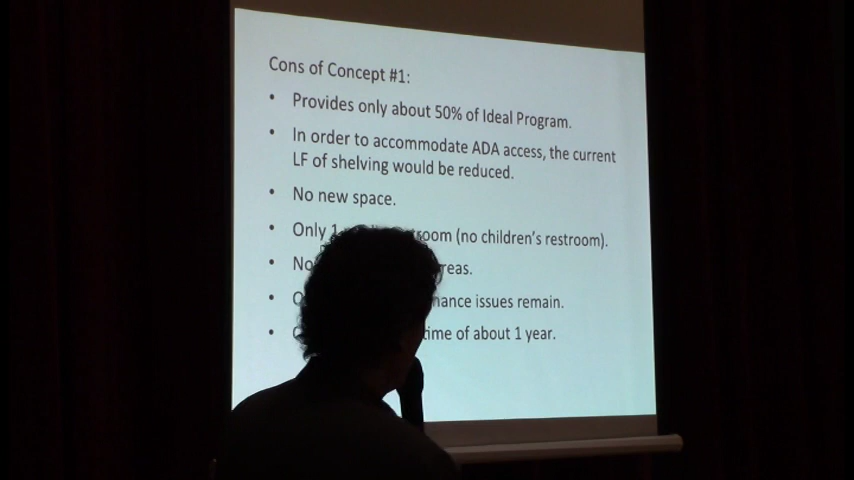 Cons of Concept #1:
• Provides only about 50% of Ideal Program.
• In order to accommodate ADA access, the current
LF of shelving would be reduced.
• No new space.
• Only 1 room (no children's restroom).
• No
• issues remain.
• time of about 1 year.